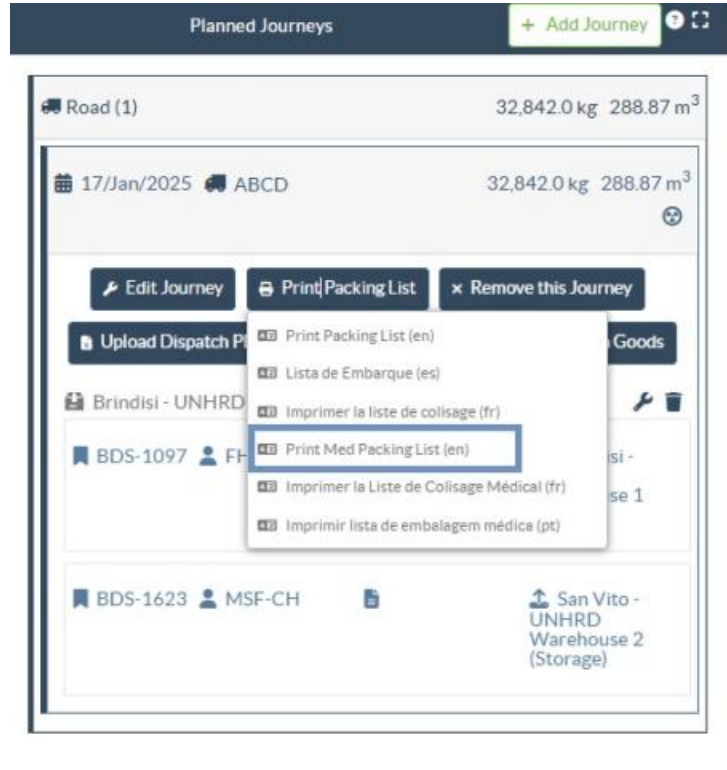 Planned Journeys
+ Add Journey
Road (1) 32,842.0 kg 288.87 m³
17/Jan/2025 ABCD 32,842.0 kg 288.87 m³
Edit Journey Print Packing List × Remove this Journey
Upload Dispatch Goods
Print Packing List (en)
Lista de Embarque (es)
Imprimer la liste de colisage (fr)
Print Med Packing List (en)
Imprimer la Liste de Colisage Médical (fr)
Imprimir lista de embalagem médica (pt)
Brindisi - UNHRD
BDS-1097
BDS-1623 MSF-CH
San Vito -
UNHRD
Warehouse 2
(Storage)